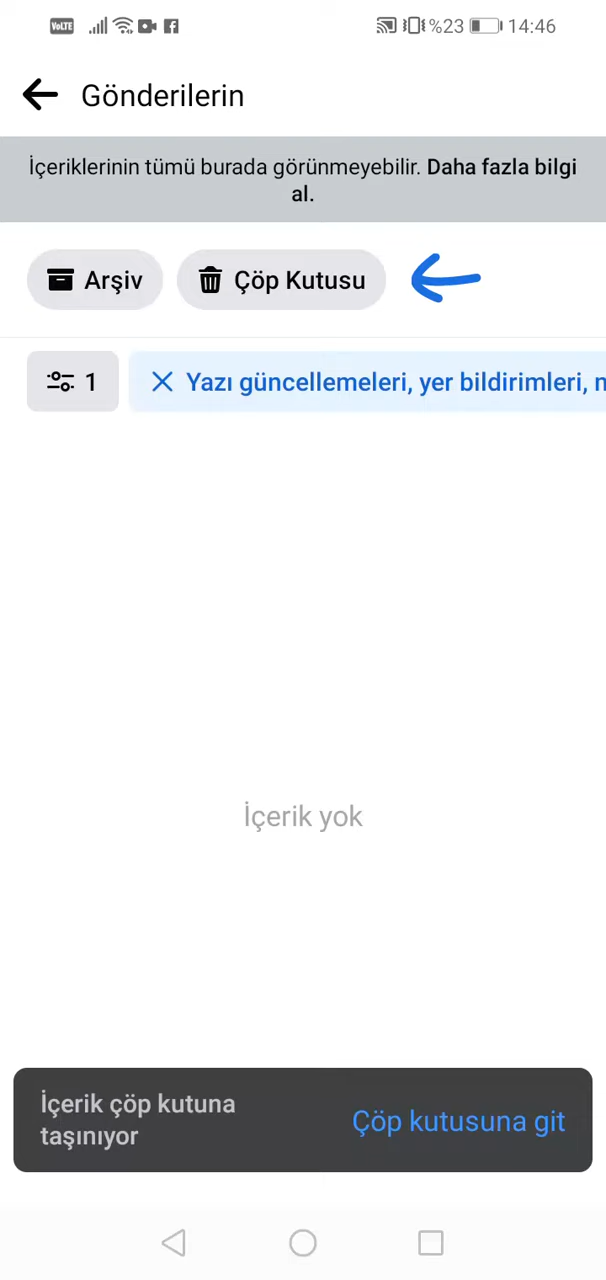 VoLTE %23 14:46
Gönderilerin
İçeriklerinin tümü burada görünmeyebilir. Daha fazla bilgi
al.
Arşiv Çöp Kutusu
1 Yazı güncellemeleri, yer bildirimleri,
İçerik yok
İçerik çöp kutuna
taşınıyor
Çöp kutusuna git